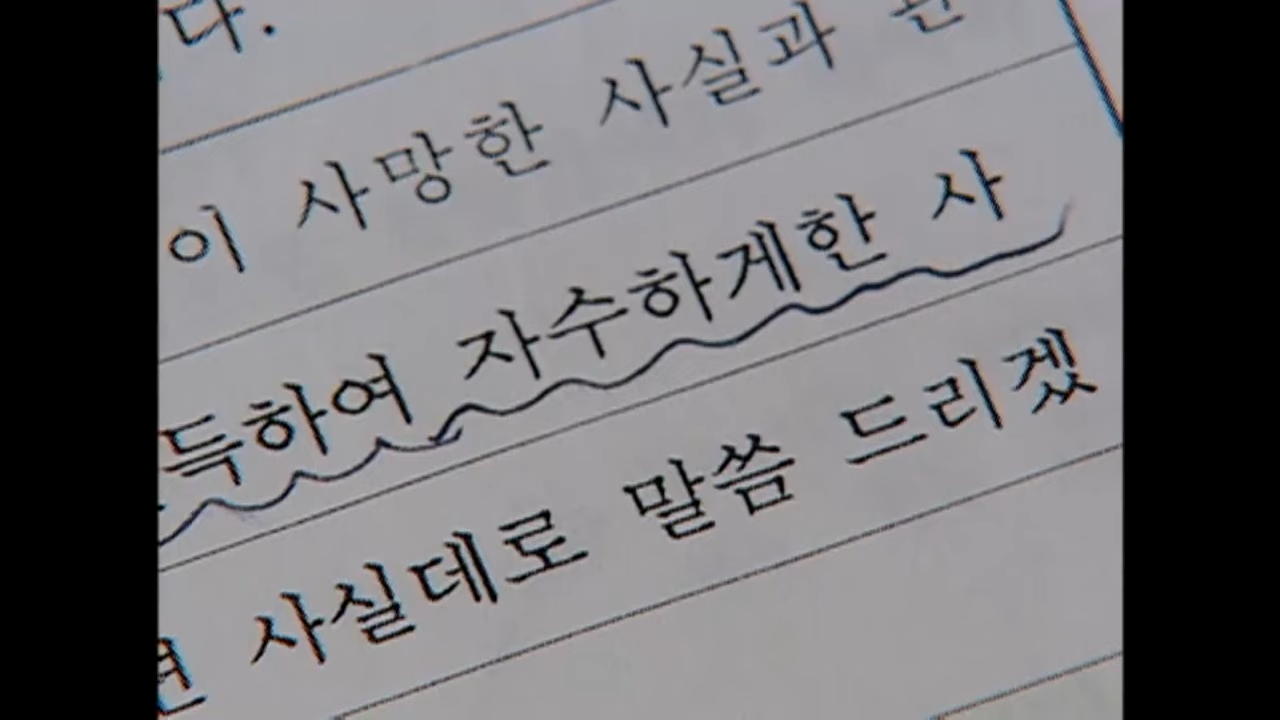 다.
이 사망한 사실과
득하여 자수하게한 사
사실데로 말씀 드리겠